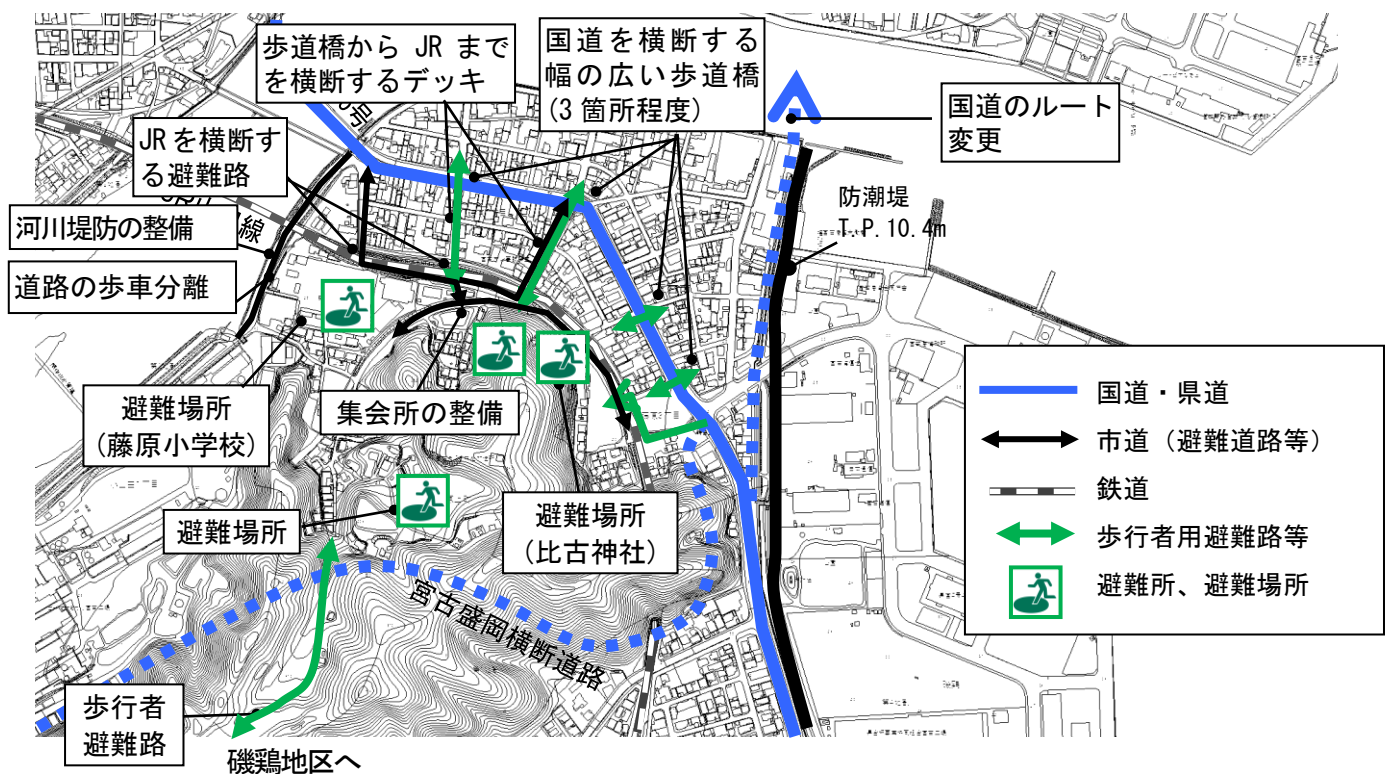 歩道橋から JR まで
を横断するデッキ
国道を横断する
幅の広い歩道橋
(3 箇所程度)
国道のルート
変更
JR を横断す
る避難路
防潮堤
T.P.10.4m
河川堤防の整備
線
道路の歩車分離
避難場所
(藤原小学校)
集会所の整備
避難場所
避難場所
(比古神社)
宮古盛岡横断道路
歩行者
避難路
磯鶏地区へ
国道・県道
市道（避難道路等）
鉄道
歩行者用避難路等
避難所、避難場所